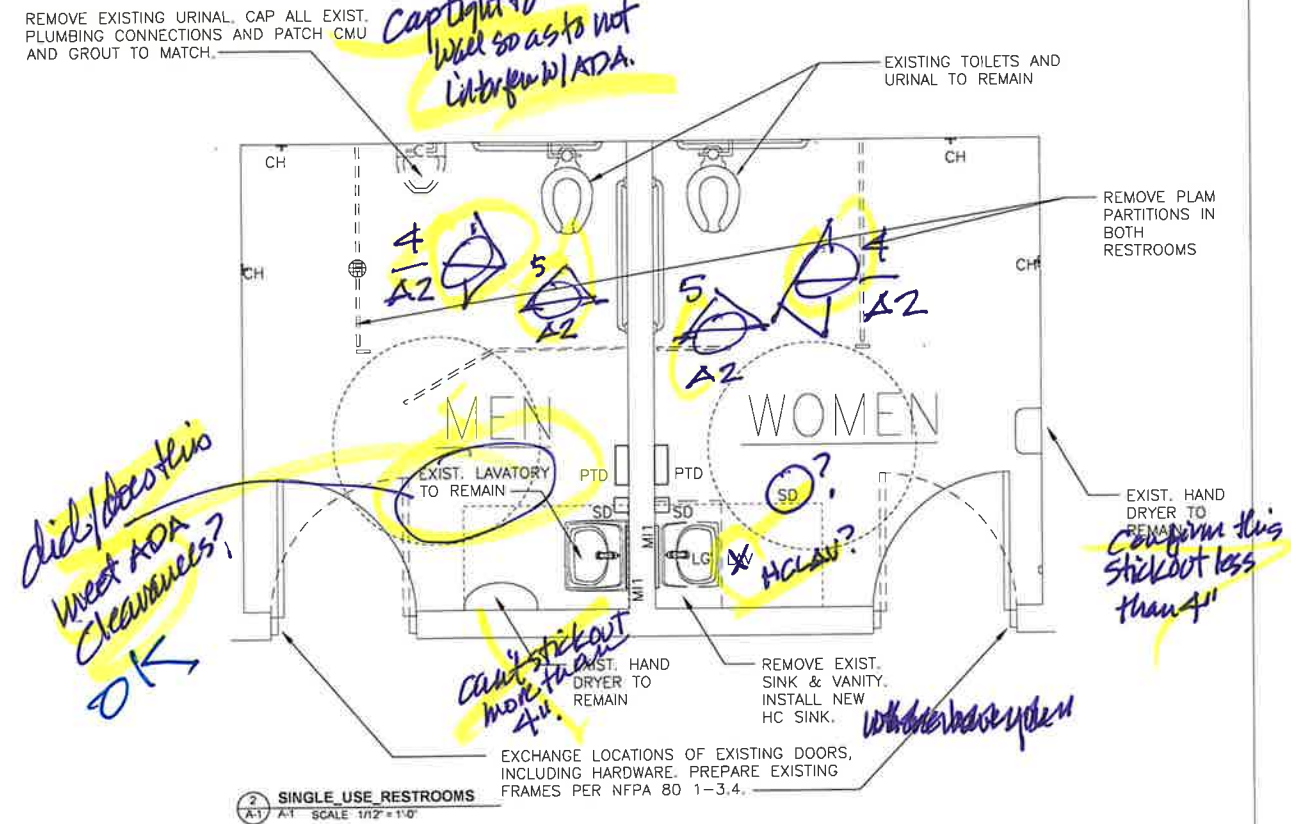 REMOVE EXISTING URINAL. CAP ALL EXIST.
PLUMBING CONNECTIONS AND PATCH CMU
AND GROUT TO MATCH.
Cap tight to
wall so as to not
interfere w/ ADA.
EXISTING TOILETS AND
URINAL TO REMAIN
CH
CH
CH
CH
REMOVE PLAM
PARTITIONS IN
BOTH
RESTROOMS
4
A2
5
A2
5
A2
4
A2
MEN
WOMEN
did/does this
meet ADA
clearances?
OK
EXIST. LAVATORY
TO REMAIN
PTD
PTD
SD
SD
SD
?
MI1
MI1
LG
HCLAV?
EXIST. HAND
DRYER TO
REMAIN
Confirm this
stickout less
than 4"
can't stickout
more than
4".
EXIST. HAND
DRYER TO
REMAIN
REMOVE EXIST.
SINK & VANITY.
INSTALL NEW
HC SINK.
EXCHANGE LOCATIONS OF EXISTING DOORS,
INCLUDING HARDWARE. PREPARE EXISTING
FRAMES PER NFPA 80 1-3.4.
2
A-1
SINGLE_USE_RESTROOMS
A-1 SCALE 1/12" = 1'-0"